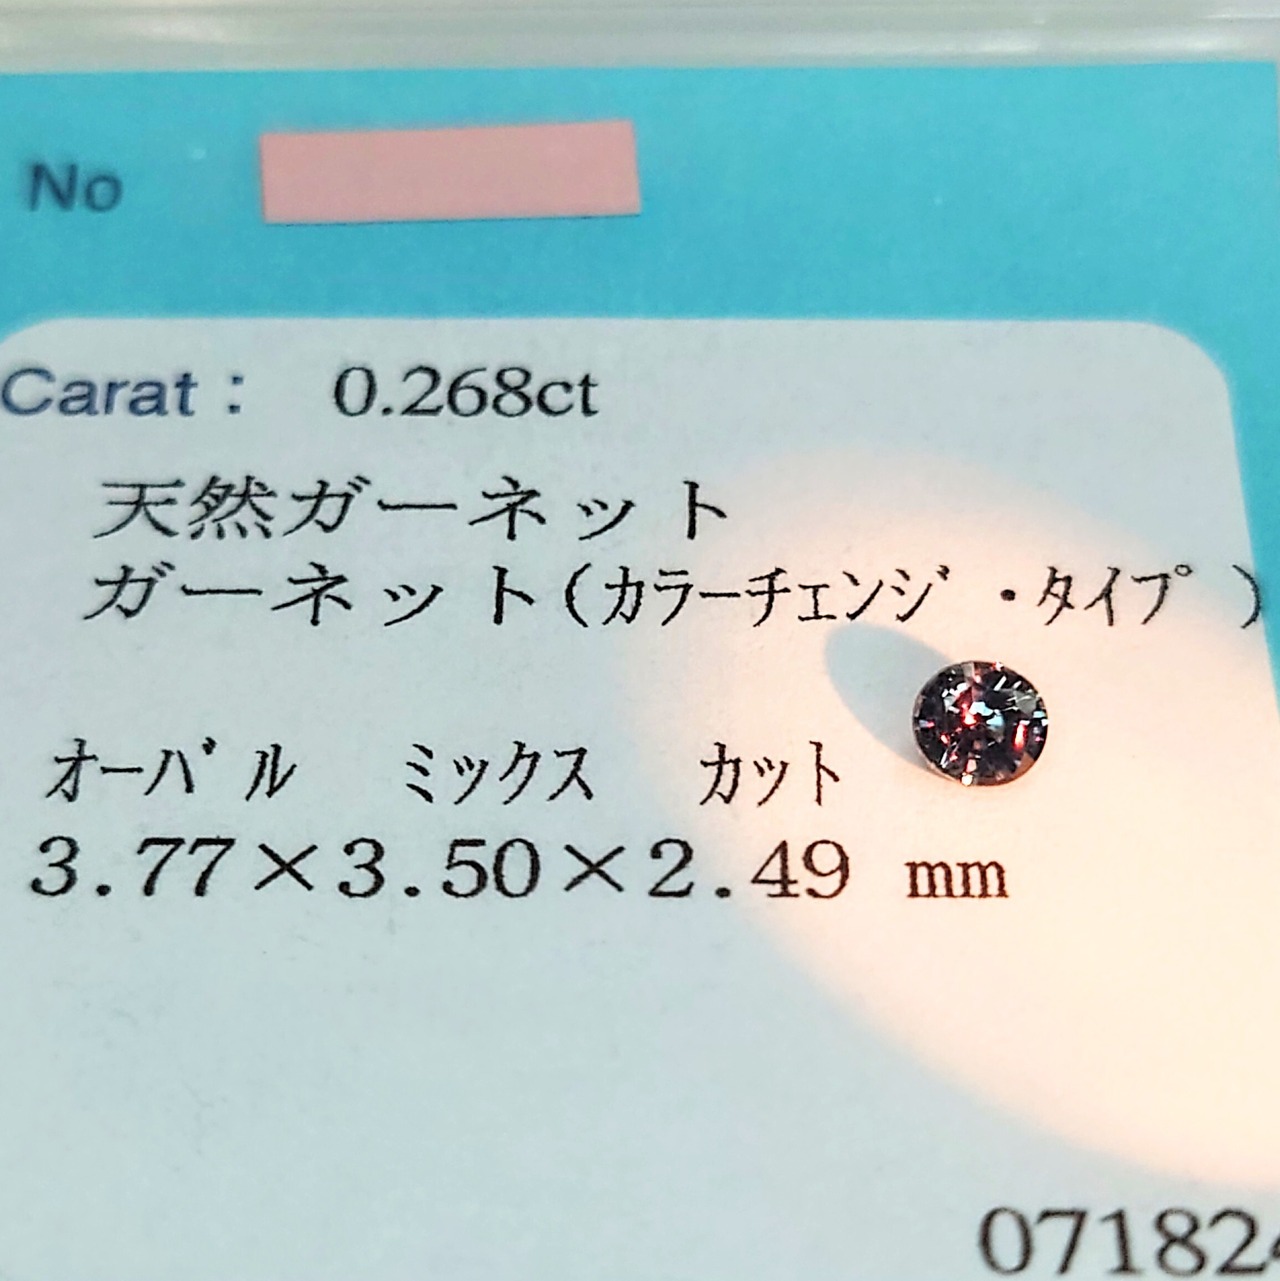 No
Carat : 0.268ct
天然ガーネット
ガーネット(カラーチェンジ・タイプ)
オーバル ミックス カット
3.77×3.50×2.49 mm
07182